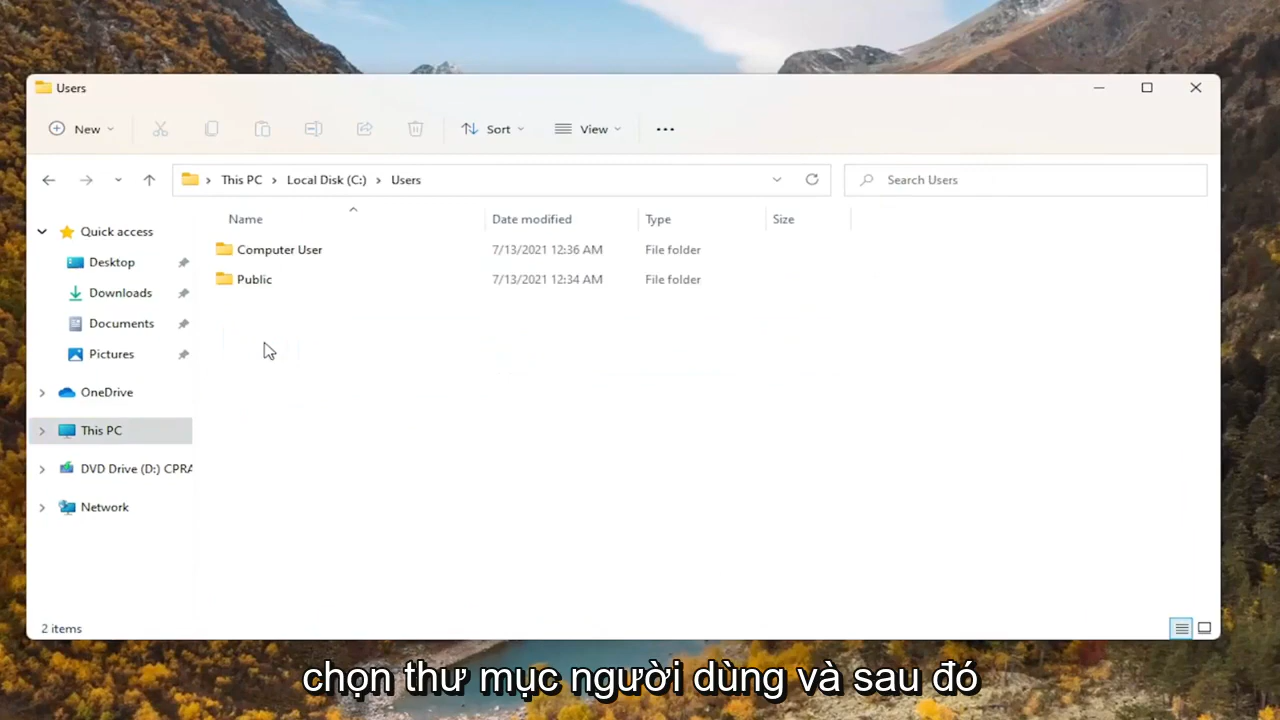 Users
New
Sort
View
This PC
Local Disk (C:)
Users
Search Users
Name
Date modified
Type
Size
Quick access
Desktop
Downloads
Documents
Pictures
OneDrive
This PC
DVD Drive (D:) CPRA
Network
Computer User 7/13/2021 12:36 AM File folder
Public 7/13/2021 12:34 AM File folder
2 items
chọn thư mục người dùng và sau đó